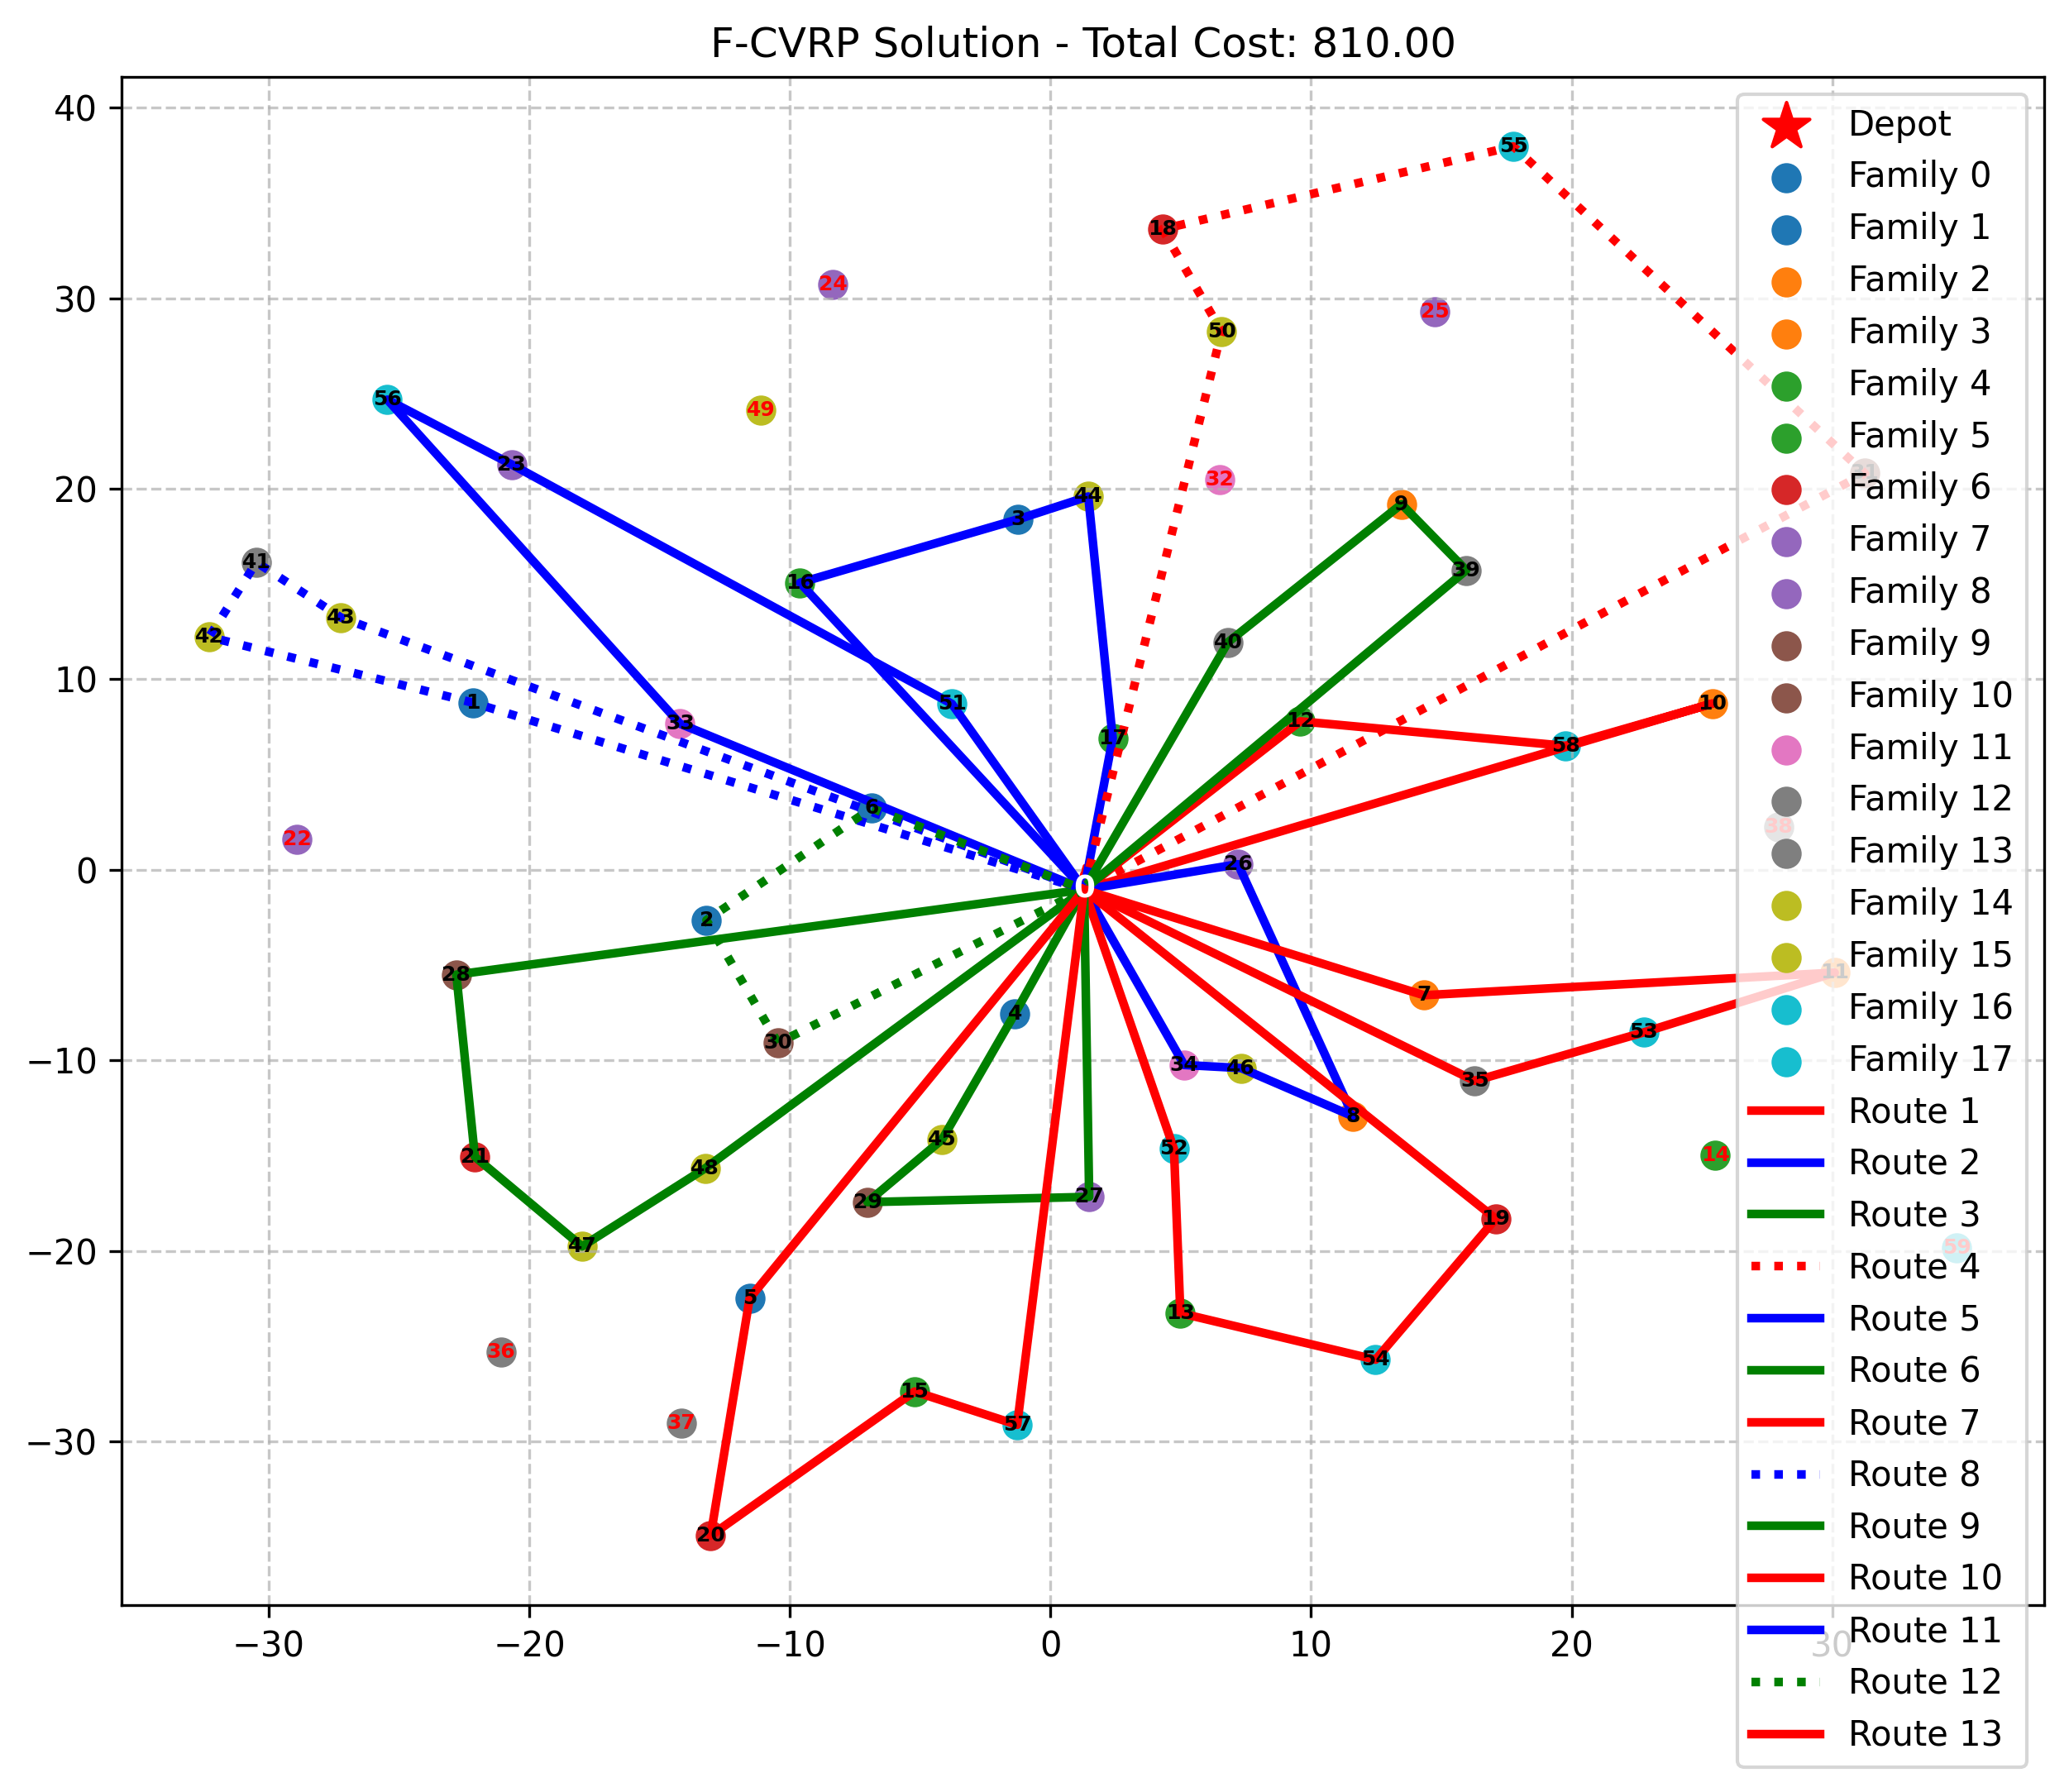 F-CVRP Solution - Total Cost: 810.00
40
30
20
10
0
−10
−20
−30
−30
−20
−10
0
10
20
30
55
18
24
25
50
56
49
23
32
31
44
9
3
41
16
39
43
42
40
1
33
51
17
12
10
58
6
22
38
26
0
2
28
7
11
30
4
53
34
46
35
8
45
52
14
21
48
29
27
19
47
59
5
13
36
54
15
37
57
20
Depot
Family 0
Family 1
Family 2
Family 3
Family 4
Family 5
Family 6
Family 7
Family 8
Family 9
Family 10
Family 11
Family 12
Family 13
Family 14
Family 15
Family 16
Family 17
Route 1
Route 2
Route 3
Route 4
Route 5
Route 6
Route 7
Route 8
Route 9
Route 10
Route 11
Route 12
Route 13